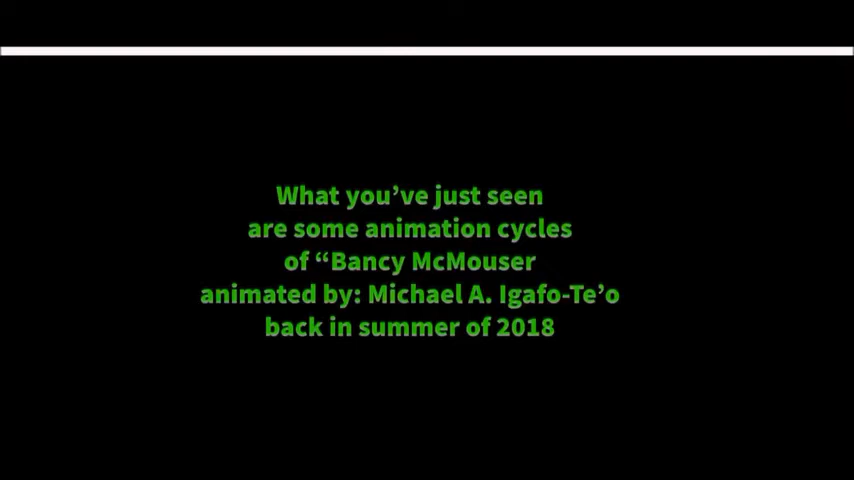 What you’ve just seen
are some animation cycles
of “Bancy McMouser
animated by: Michael A. Igafo-Te’o
back in summer of 2018